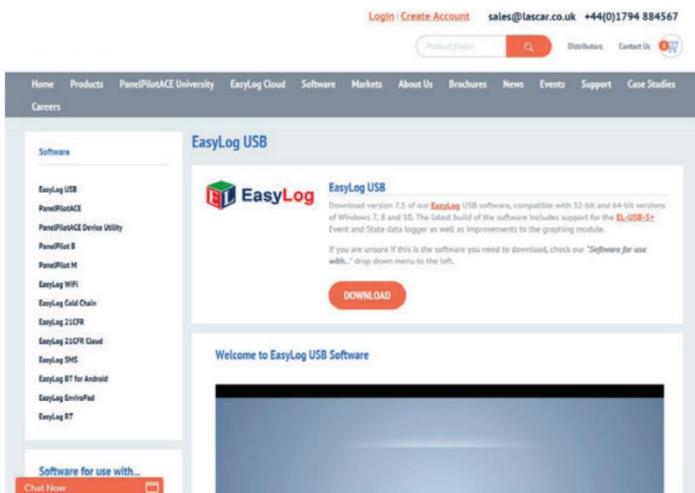 Login | Create Account sales@lascar.co.uk +44(0)1794 884567
Product finder Distributors Contact Us
Home Products PanelPilotACE University EasyLog Cloud Software Markets About Us Brochures News Events Support Case Studies
Careers
Software
EasyLog USB
PanelPilotACE
PanelPilotACE Device Utility
PanelPilot B
PanelPilot M
EasyLog WiFi
EasyLog Cold Chain
EasyLog 21CFR
EasyLog 21CFR Cloud
EasyLog SMS
EasyLog BT for Android
EasyLog EnviroPad
EasyLog RT
Software for use with...
Chat Now
EasyLog USB
EL EasyLog
EasyLog USB
Download version 7.5 of our EasyLog USB software, compatible with 32-bit and 64-bit versions
of Windows 7, 8 and 10. The latest build of the software includes support for the EL-USB-5+
Event and State data logger as well as improvements to the graphing module.
If you are unsure if this is the software you need to download, check our "Software for use
with..." drop down menu to the left.
DOWNLOAD
Welcome to EasyLog USB Software